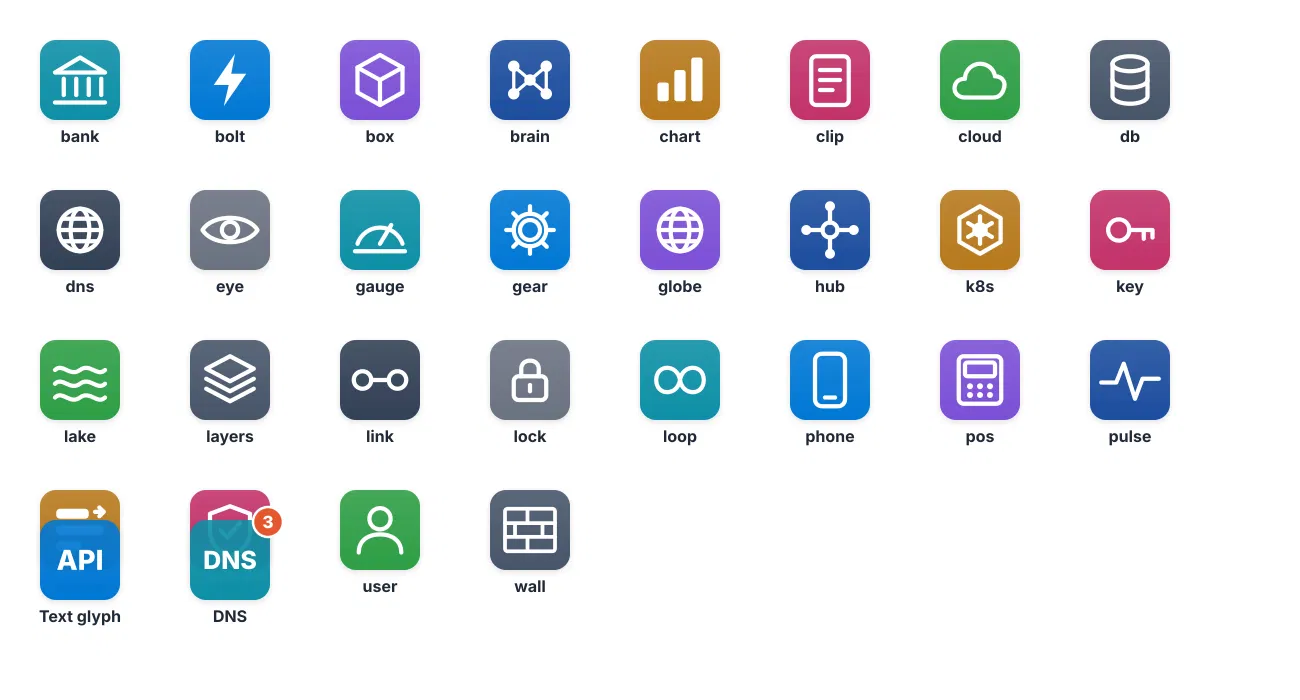 bank
bolt
box
brain
chart
clip
cloud
db
dns
eye
gauge
gear
globe
hub
k8s
key
lake
layers
link
lock
loop
phone
pos
pulse
API
Text glyph
3
DNS
DNS
user
wall